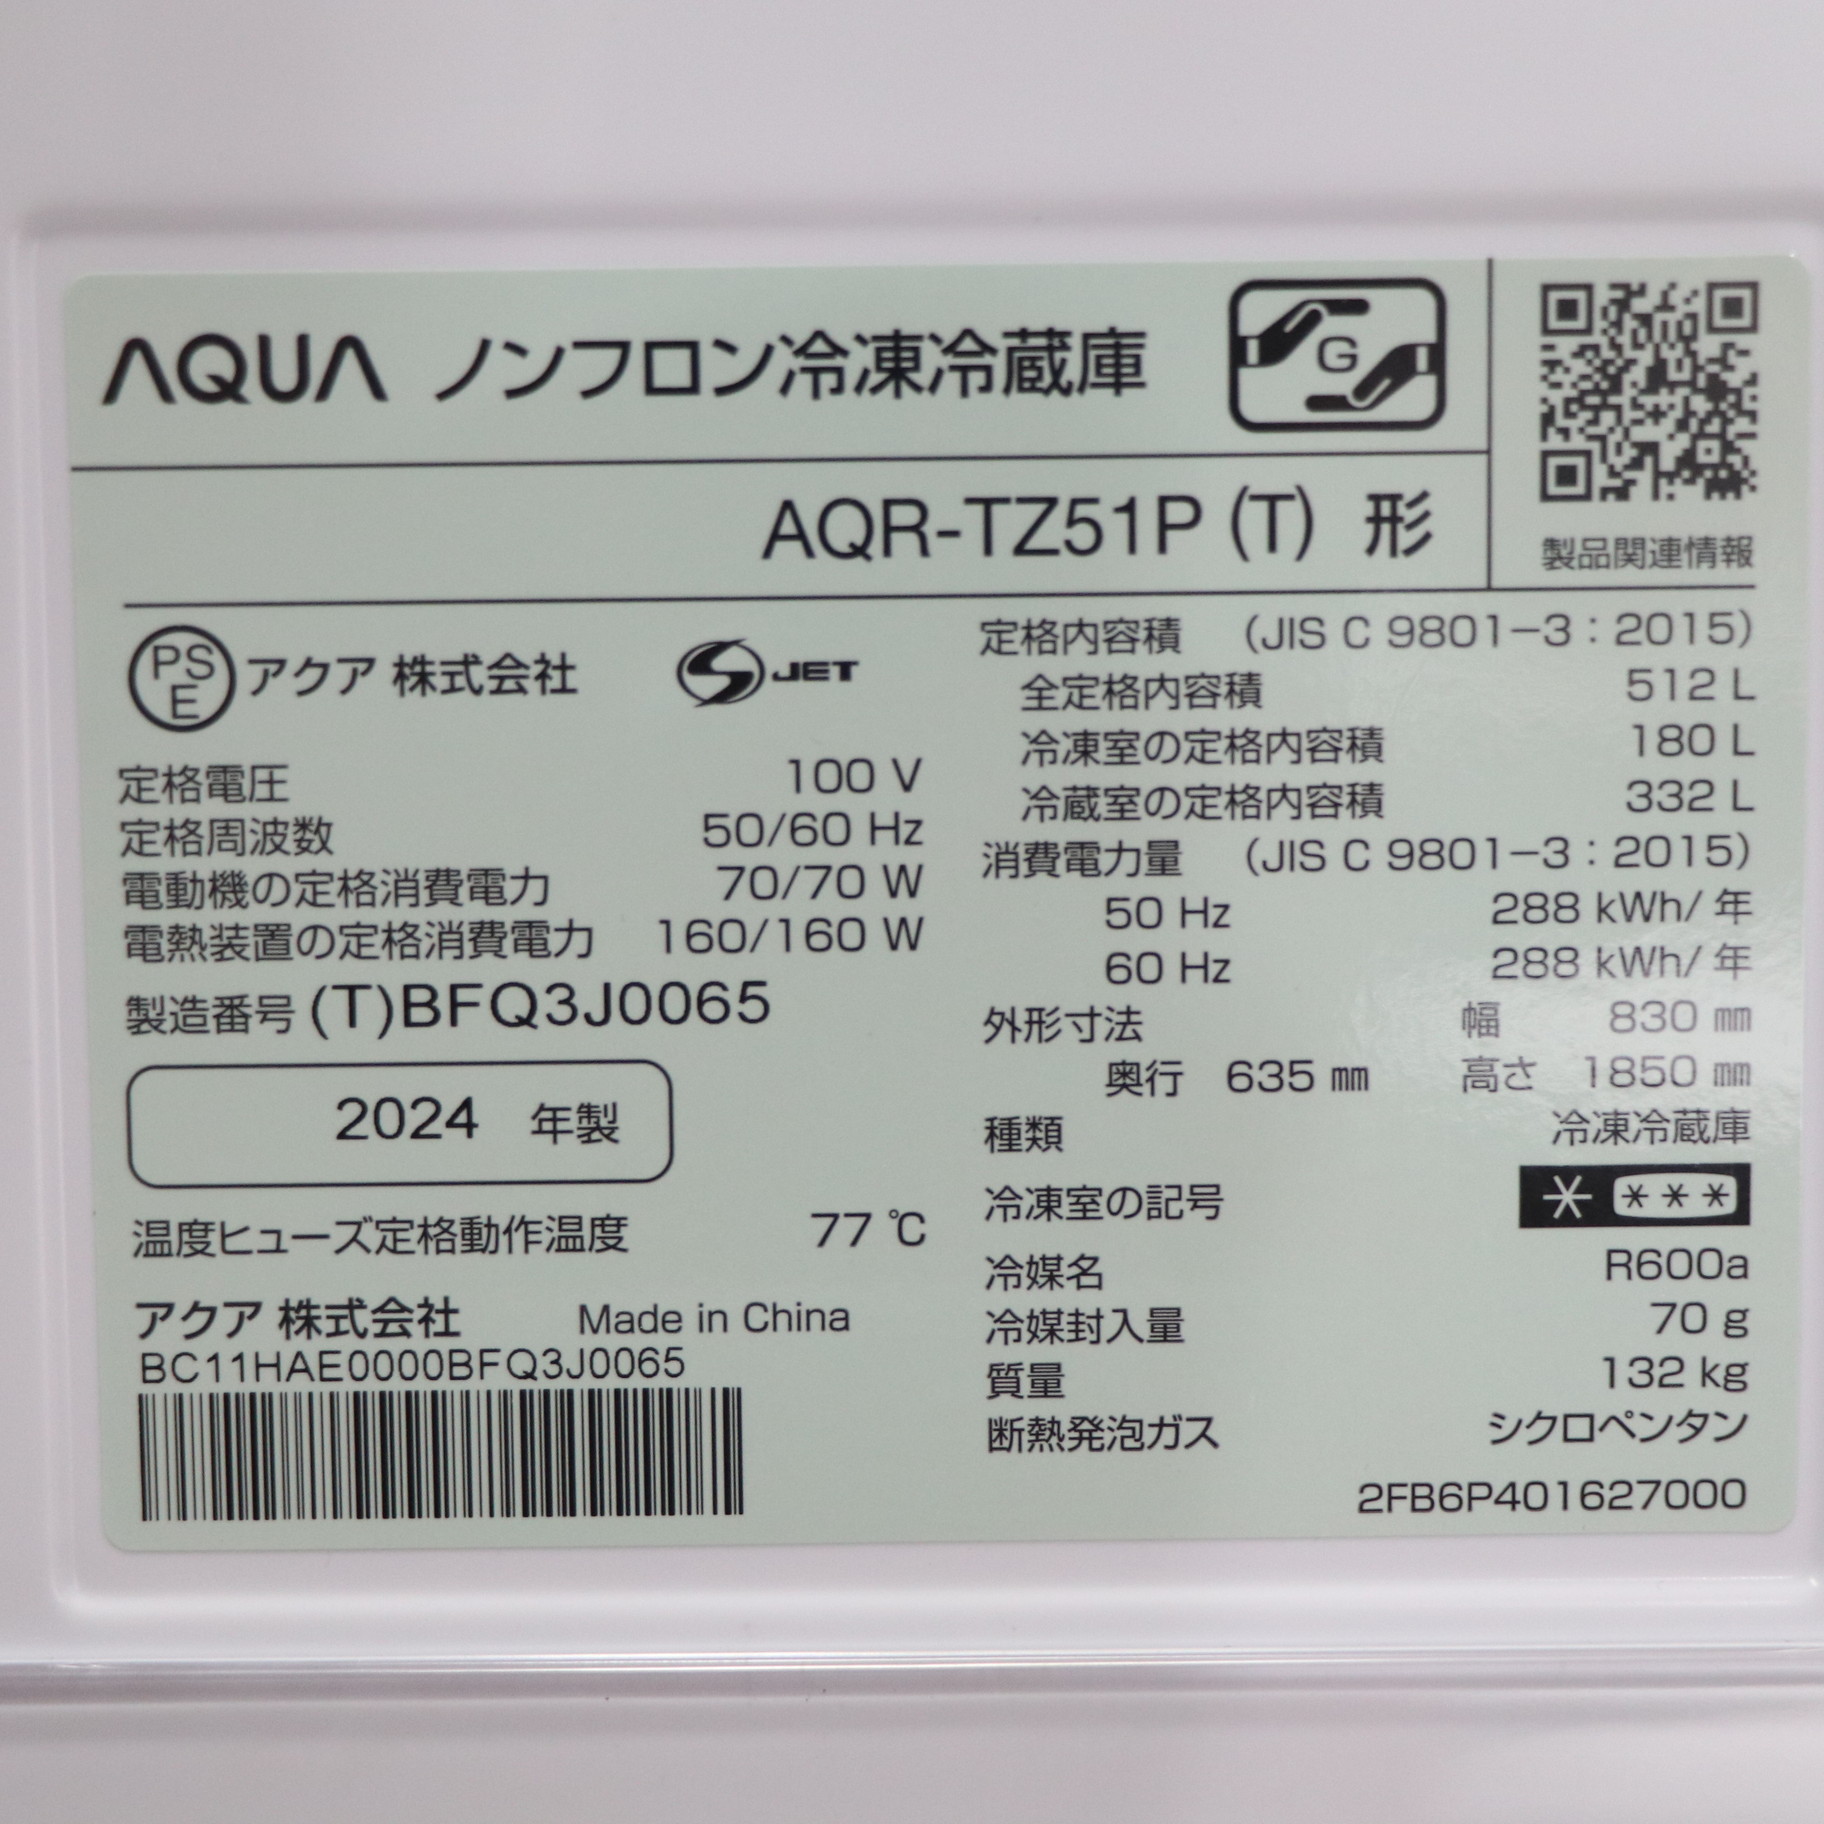 AQUA ノンフロン冷凍冷蔵庫
G
AQR-TZ51P (T) 形
製品関連情報
PSE アクア 株式会社
S JET
定格電圧 100 V
定格周波数 50/60 Hz
電動機の定格消費電力 70/70 W
電熱装置の定格消費電力 160/160 W
製造番号 (T)BFQ3J0065
2024 年製
温度ヒューズ定格動作温度 77 ℃
アクア 株式会社 Made in China
BC11HAE0000BFQ3J0065
定格内容積 (JIS C 9801-3:2015)
全定格内容積 512 L
冷凍室の定格内容積 180 L
冷蔵室の定格内容積 332 L
消費電力量 (JIS C 9801-3:2015)
50 Hz 288 kWh/年
60 Hz 288 kWh/年
外形寸法 幅 830 ㎜
奥行 635 ㎜ 高さ 1850 ㎜
種類 冷凍冷蔵庫
冷凍室の記号 * ***
冷媒名 R600a
冷媒封入量 70 g
質量 132 kg
断熱発泡ガス シクロペンタン
2FB6P401627000